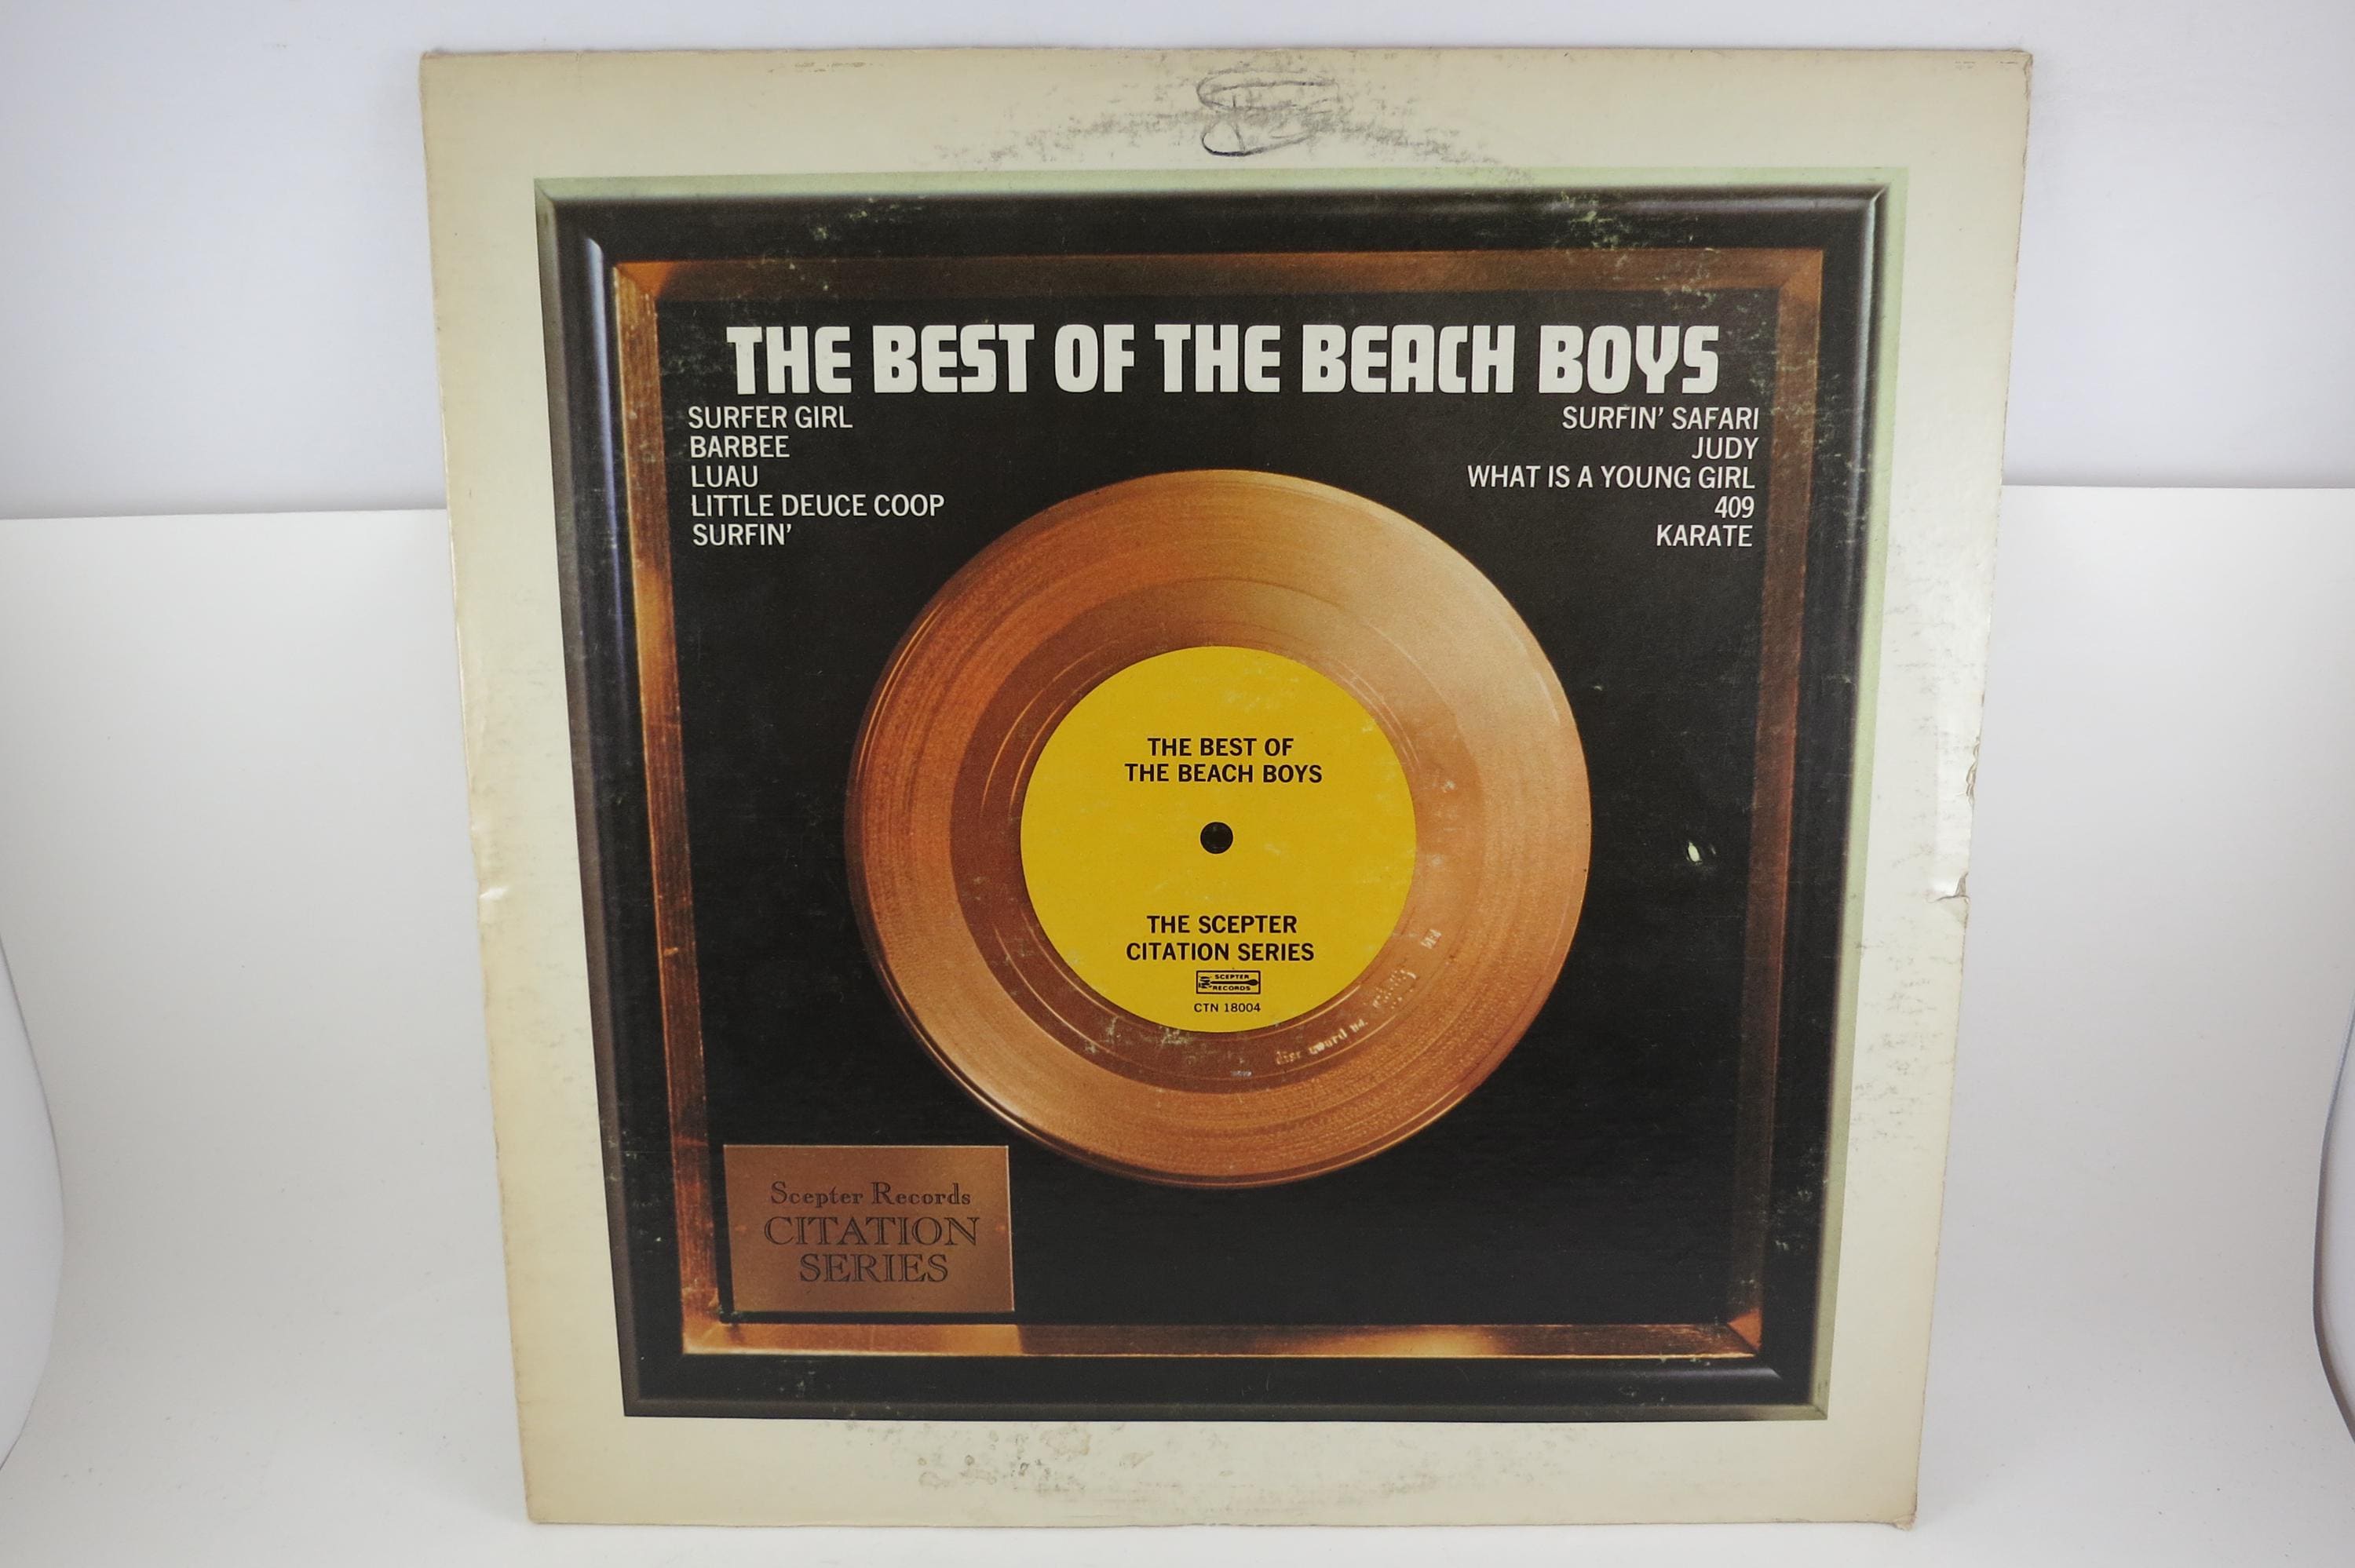 THE BEST OF THE BEACH BOYS
SURFER GIRL
BARBEE
LUAU
LITTLE DEUCE COOP
SURFIN'
SURFIN' SAFARI
JUDY
WHAT IS A YOUNG GIRL
409
KARATE
THE BEST OF
THE BEACH BOYS
THE SCEPTER
CITATION SERIES
SCEPTER
RECORDS
CTN 18004
Scepter Records
CITATION
SERIES